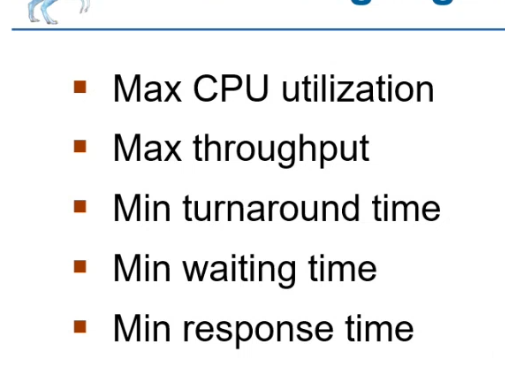 Max CPU utilization
Max throughput
Min turnaround time
Min waiting time
Min response time